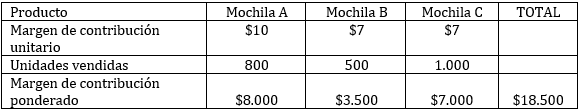 Producto Mochila A Mochila B Mochila C TOTAL
Margen de contribución unitario $10 $7 $7
Unidades vendidas 800 500 1.000
Margen de contribución ponderado $8.000 $3.500 $7.000 $18.500